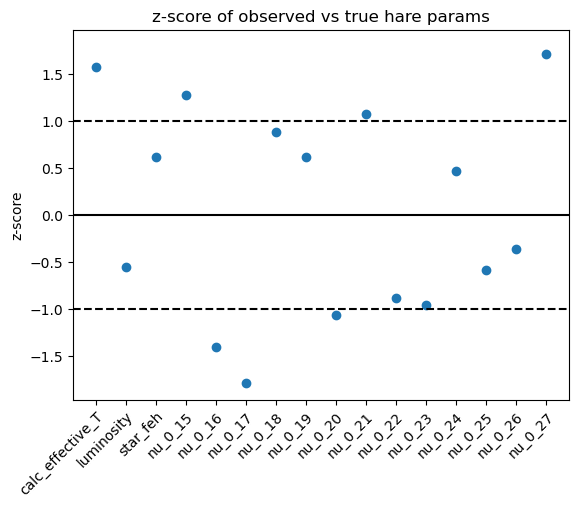 z-score of observed vs true hare params
z-score
1.5
1.0
0.5
0.0
−0.5
−1.0
−1.5
calc_effective_T
luminosity
star_feh
nu_0_15
nu_0_16
nu_0_17
nu_0_18
nu_0_19
nu_0_20
nu_0_21
nu_0_22
nu_0_23
nu_0_24
nu_0_25
nu_0_26
nu_0_27